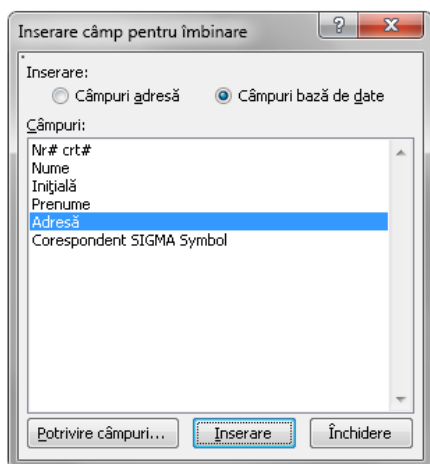 Inserare câmp pentru îmbinare
Inserare:
Câmpuri adresă Câmpuri bază de date
Câmpuri:
Nr# crt#
Nume
Iniţială
Prenume
Adresă
Corespondent SIGMA Symbol
Potrivire câmpuri... Inserare Închidere